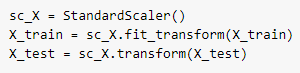 sc_X = StandardScaler()
X_train = sc_X.fit_transform(X_train)
X_test = sc_X.transform(X_test)